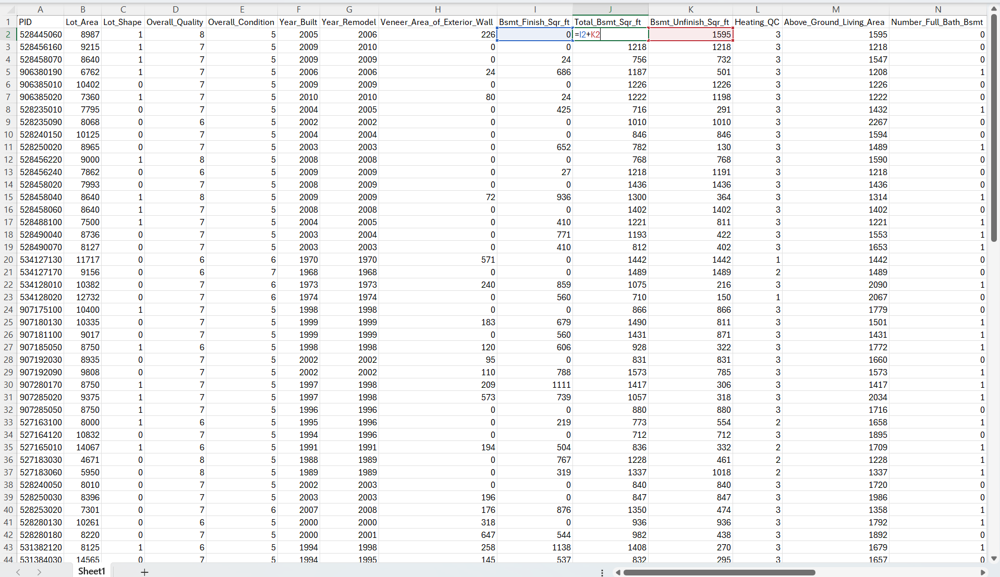 A B C D E F G H I J K L M N
1 PID Lot_Area Lot_Shape Overall_Quality Overall_Condition Year_Built Year_Remodel Veneer_Area_of_Exterior_Wall Bsmt_Finish_Sqr_ft Total_Bsmt_Sqr_ft Bsmt_Unfinish_Sqr_ft Heating_QC Above_Ground_Living_Area Number_Full_Bath_Bsmt
2 528445060 8987 1 8 5 2005 2006 226 0 =I2+K2 1595 3 1595 0
3 528456160 9215 1 7 5 2009 2010 0 0 1218 1218 3 1218 0
4 528458070 8640 1 7 5 2009 2009 0 24 756 732 3 1547 0
5 906380190 6762 1 7 5 2006 2006 24 686 1187 501 3 1208 1
6 906385010 10402 0 7 5 2009 2009 0 0 1226 1226 3 1226 0
7 906385020 7360 1 7 5 2010 2010 80 24 1222 1198 3 1222 0
8 528235010 7795 0 7 5 2004 2005 0 425 716 291 3 1432 1
9 528235090 8068 0 6 5 2002 2002 0 0 1010 1010 3 2267 0
10 528240150 10125 0 7 5 2004 2004 0 0 846 846 3 1594 0
11 528250020 8965 0 7 5 2003 2003 0 652 782 130 3 1489 1
12 528456220 9000 1 8 5 2008 2008 0 0 768 768 3 1590 0
13 528456240 7862 0 6 5 2009 2009 0 27 1218 1191 3 1218 0
14 528458020 7993 0 7 5 2008 2009 0 0 1436 1436 3 1436 0
15 528458040 8640 1 8 5 2009 2009 72 936 1300 364 3 1314 1
16 528458060 8640 1 7 5 2008 2008 0 0 1402 1402 3 1402 0
17 528488100 7500 1 7 5 2004 2005 0 410 1221 811 3 1221 1
18 528490040 8736 0 7 5 2003 2004 0 771 1193 422 3 1553 1
19 528490070 8127 0 7 5 2003 2003 0 410 812 402 3 1653 1
20 534127130 11717 0 6 6 1970 1970 571 0 1442 1442 1 1442 0
21 534127170 9156 0 6 7 1968 1968 0 0 1489 1489 2 1489 0
22 534128010 10382 0 7 6 1973 1973 240 859 1075 216 3 2090 1
23 534128020 12732 0 7 6 1974 1974 0 560 710 150 1 2067 0
24 907175100 10400 1 7 5 1998 1998 0 0 866 866 3 1779 0
25 907180130 10335 0 7 5 1999 1999 183 679 1490 811 3 1501 1
26 907181100 9017 0 7 5 1999 1999 0 560 1431 871 3 1431 1
27 907185050 8750 1 6 5 1998 1998 120 606 928 322 3 1772 1
28 907192030 8935 0 7 5 2002 2002 95 0 831 831 3 1660 0
29 907192090 9808 0 7 5 2002 2002 110 788 1573 785 3 1573 1
30 907280170 8750 1 7 5 1997 1998 209 1111 1417 306 3 1417 1
31 907285020 9375 1 7 5 1997 1998 573 739 1057 318 3 2034 1
32 907285050 8750 1 7 5 1996 1996 0 0 880 880 3 1716 0
33 527163100 8000 1 6 5 1995 1996 0 219 773 554 2 1658 1
34 527164120 10832 0 7 5 1994 1996 0 0 712 712 3 1895 0
35 527165010 14067 1 6 5 1991 1991 194 504 836 332 2 1709 1
36 527183030 4671 0 8 5 1988 1989 0 767 1228 461 2 1228 1
37 527183060 5950 0 8 5 1989 1989 0 319 1337 1018 2 1337 1
38 528240050 8010 0 7 5 2002 2003 0 0 840 840 3 1720 0
39 528250030 8396 0 7 5 2003 2003 196 0 847 847 3 1986 0
40 528253020 7301 0 7 6 2007 2008 176 876 1350 474 3 1358 1
41 528280130 10261 0 6 5 2000 2000 318 0 936 936 3 1792 1
42 528280180 8220 0 7 5 2000 2001 647 544 982 438 3 1892 0
43 531382120 8125 1 6 5 1994 1998 258 1138 1408 270 3 1679 1
44 531384030 14565 0 7 5 1994 1995 145 537 832 295 3 1657 0
Sheet1